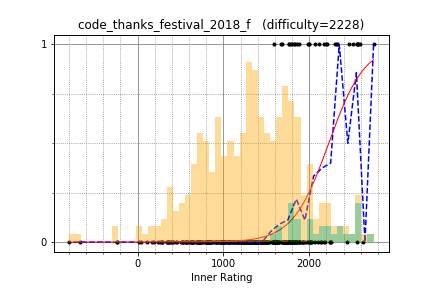 code_thanks_festival_2018_f   (difficulty=2228)
1
0
0 1000 2000
Inner Rating